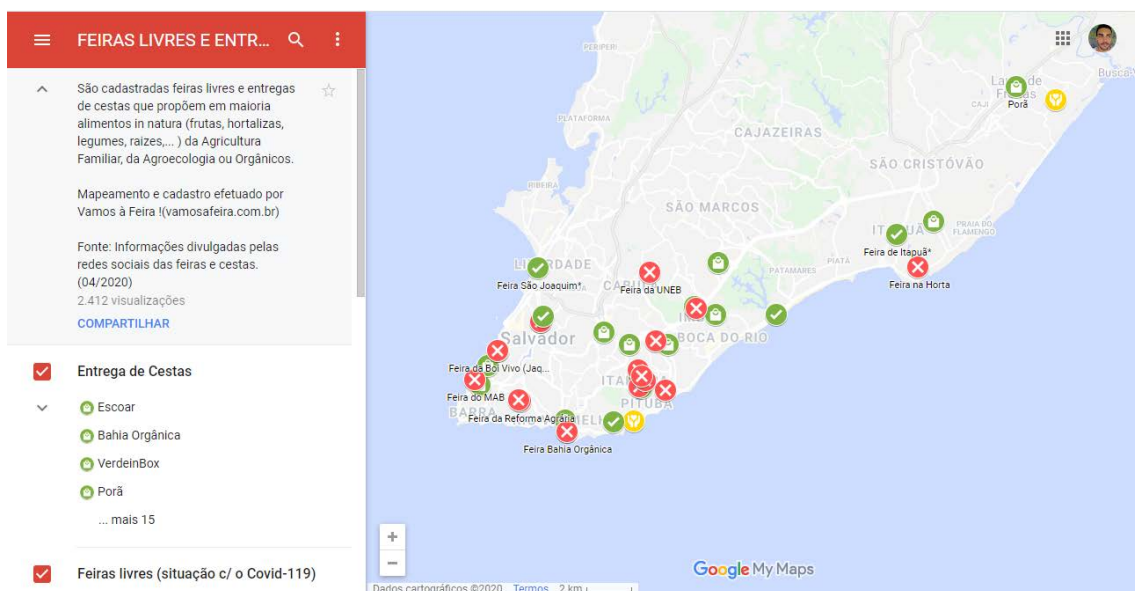 FEIRAS LIVRES E ENTR...
São cadastradas feiras livres e entregas
de cestas que propõem em maioria
alimentos in natura (frutas, hortalizas,
legumes, raizes,... ) da Agricultura
Familiar, da Agroecologia ou Orgânicos.
Mapeamento e cadastro efetuado por
Vamos à Feira !(vamosafeira.com.br)
Fonte: Informações divulgadas pelas
redes sociais das feiras e cestas.
(04/2020)
2.412 visualizações
COMPARTILHAR
Entrega de Cestas
Escoar
Bahia Orgânica
VerdeinBox
Porã
... mais 15
Feiras livres (situação c/ o Covid-119)
PERIPERI
Busca
CAJI
Porã
PLATAFORMA
CAJAZEIRAS
SÃO CRISTÓVÃO
RIBEIRA
SÃO MARCOS
PRAIA DO
FLAMENGO
Feira de Itapuã*
PIATÃ
PATAMARES
Feira na Horta
Feira São Joaquim*
Feira da UNEB
BOCA DO RIO
Salvador
Feira da Boi Vivo (Jaq...
PITUBA
Feira do MAB
BARRA
Feira da Reforma Agrária
Feira Bahia Orgânica
+
−
Google My Maps
Dados cartográficos ©2020 Termos 2 km